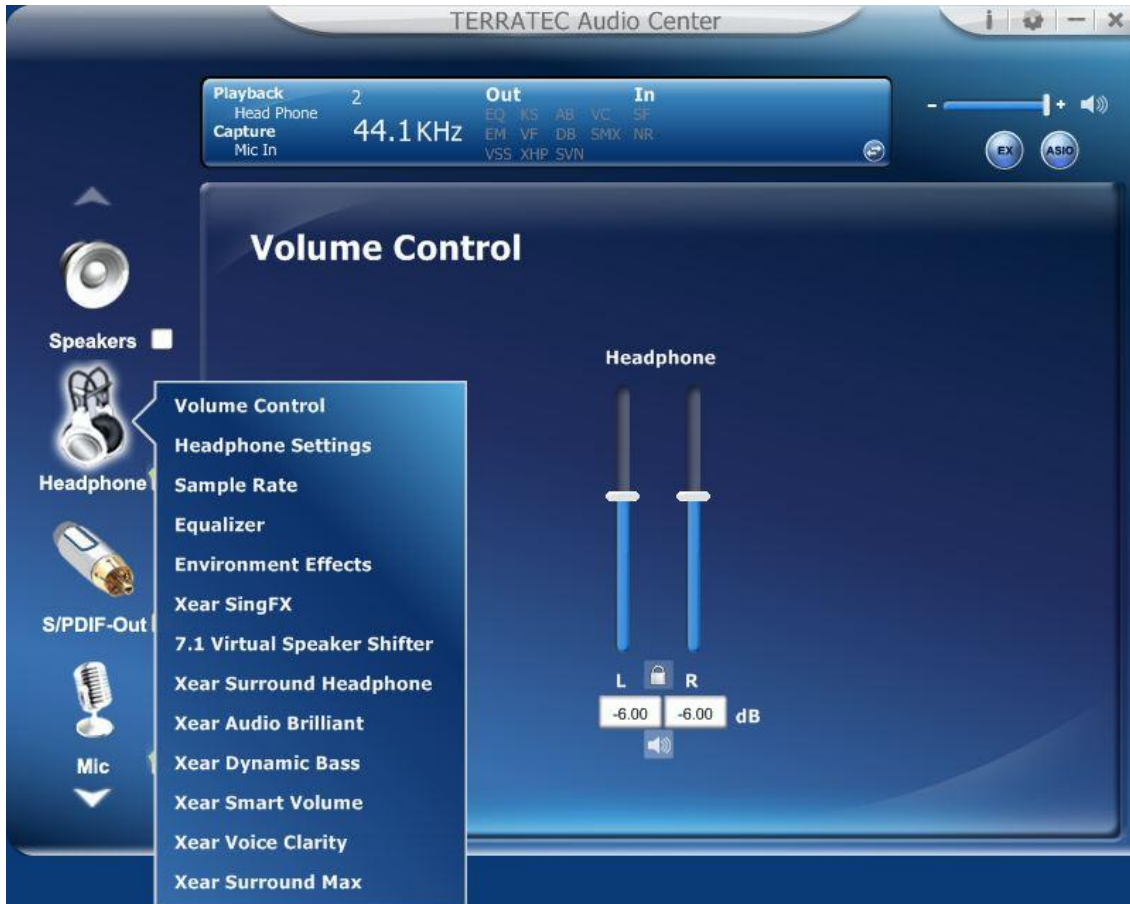 TERRATEC Audio Center
i
Playback
Head Phone
Capture
Mic In
2
44.1 KHz
Out In
EQ KS AB VC SF
EM VF DB SMX NR
VSS XHP SVN
- +
EX ASIO
Volume Control
Speakers
Headphone
S/PDIF-Out
Mic
Volume Control
Headphone Settings
Sample Rate
Equalizer
Environment Effects
Xear SingFX
7.1 Virtual Speaker Shifter
Xear Surround Headphone
Xear Audio Brilliant
Xear Dynamic Bass
Xear Smart Volume
Xear Voice Clarity
Xear Surround Max
Headphone
L R
-6.00 -6.00 dB